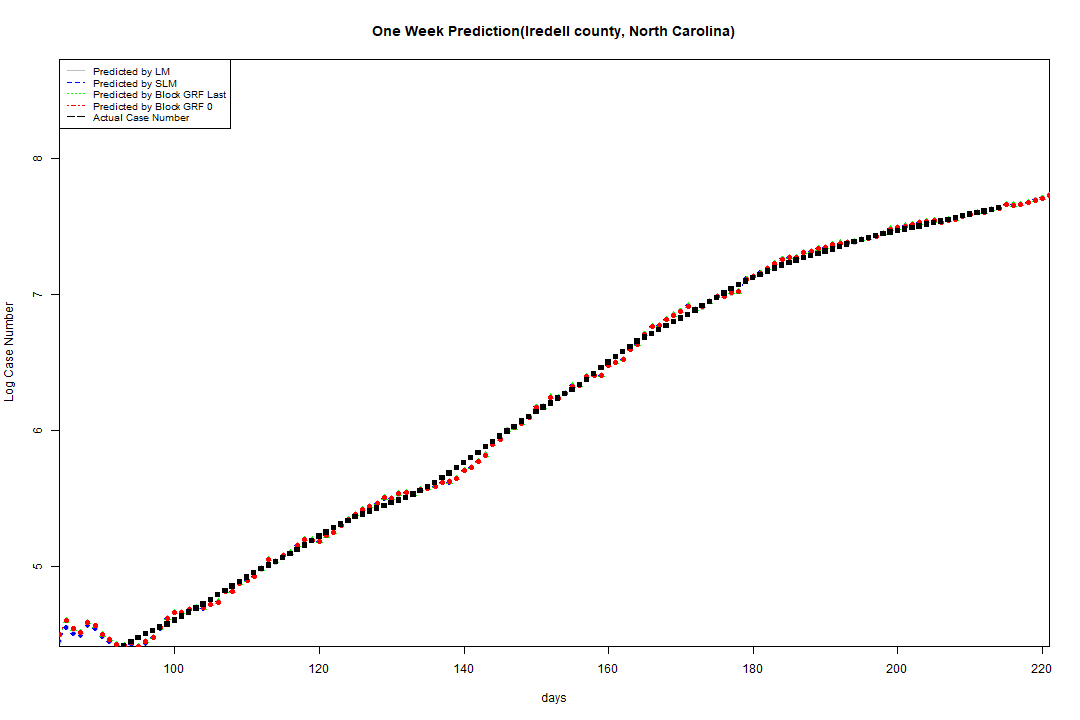 One Week Prediction(Iredell county, North Carolina)
Predicted by LM
Predicted by SLM
Predicted by Block GRF Last
Predicted by Block GRF 0
Actual Case Number
8
7
6
5
Log Case Number
100 120 140 160 180 200 220
days